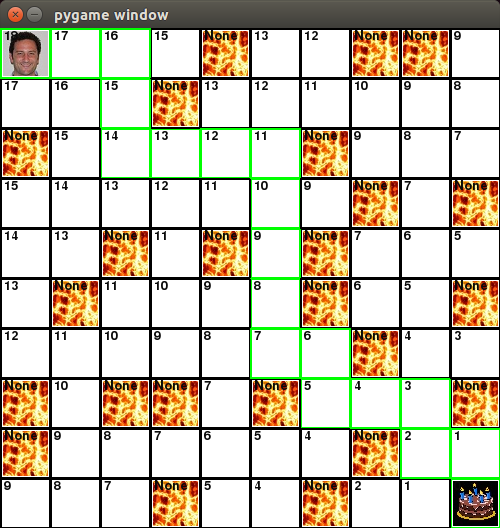 pygame window
18 17 16 15 None 13 12 None None 9
17 16 15 None 13 12 11 10 9 8
None 15 14 13 12 11 None 9 8 7
15 14 13 12 11 10 9 None 7 None
14 13 None 11 None 9 None 7 6 5
13 None 11 10 9 8 None 6 5 None
12 11 10 9 8 7 6 None 4 3
None 10 None None 7 None 5 4 3 None
None 9 8 7 6 5 4 None 2 1
9 8 7 None 5 4 None 2 1